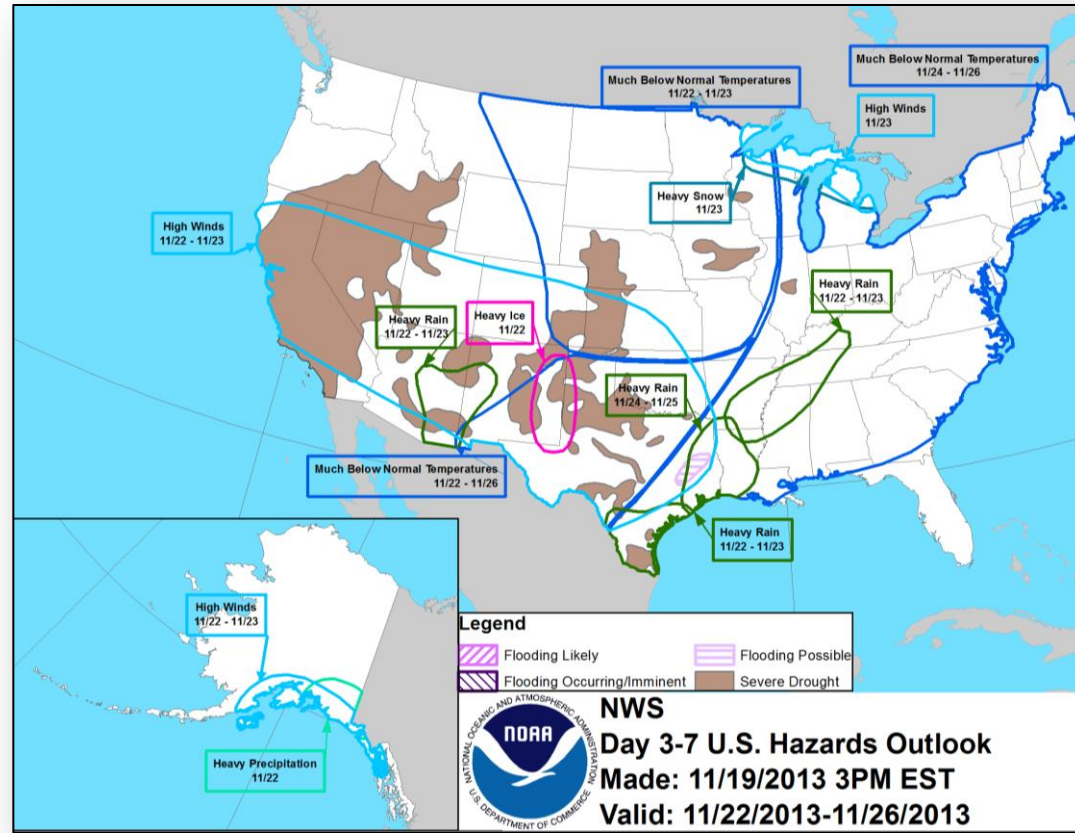 Much Below Normal Temperatures
11/22 - 11/23
Much Below Normal Temperatures
11/24 - 11/26
High Winds
11/23
Heavy Snow
11/23
High Winds
11/22 - 11/23
Heavy Rain
11/22 - 11/23
Heavy Ice
11/22
Heavy Rain
11/22 - 11/23
Heavy Rain
11/24 - 11/25
Much Below Normal Temperatures
11/22 - 11/26
Heavy Rain
11/22 - 11/23
High Winds
11/22 - 11/23
Heavy Precipitation
11/22
Legend
Flooding Likely
Flooding Possible
Flooding Occurring/Imminent
Severe Drought
NATIONAL OCEANIC AND ATMOSPHERIC ADMINISTRATION
NOAA
U.S. DEPARTMENT OF COMMERCE
NWS
Day 3-7 U.S. Hazards Outlook
Made: 11/19/2013 3PM EST
Valid: 11/22/2013-11/26/2013